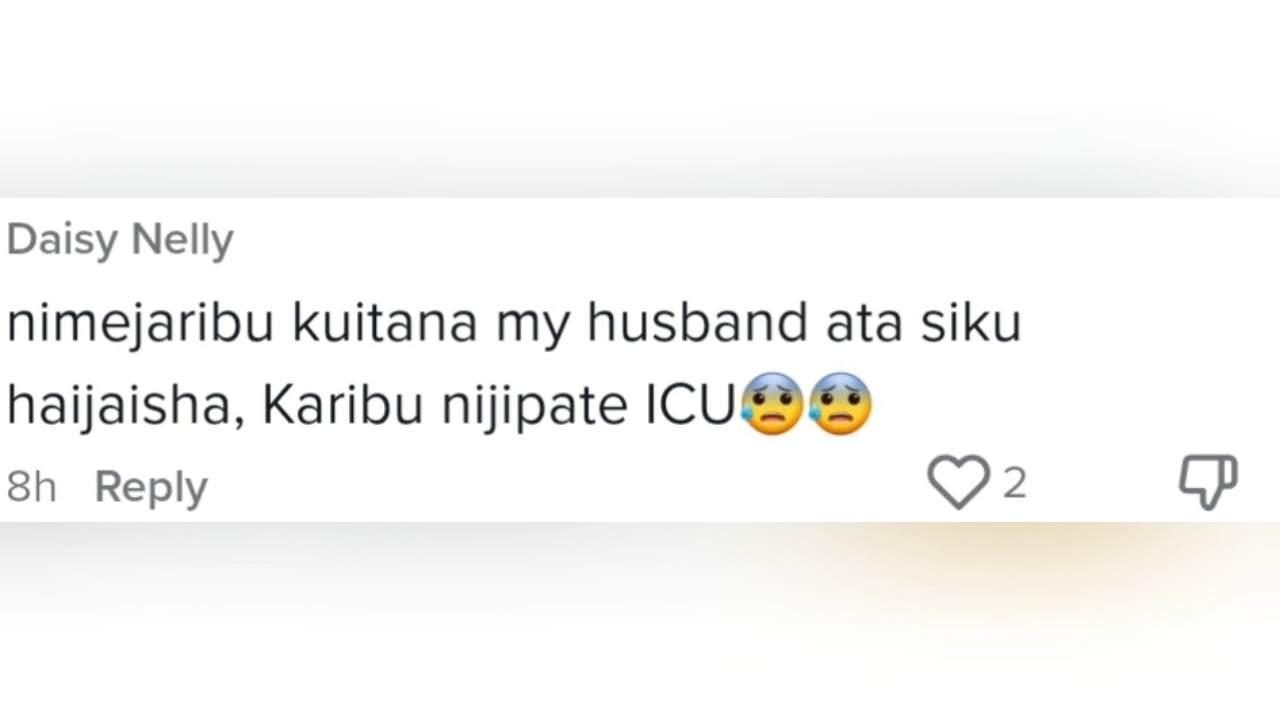 Daisy Nelly
nimejaribu kuitana my husband ata siku
haijaisha, Karibu nijipate ICU😰😰
8h Reply 2